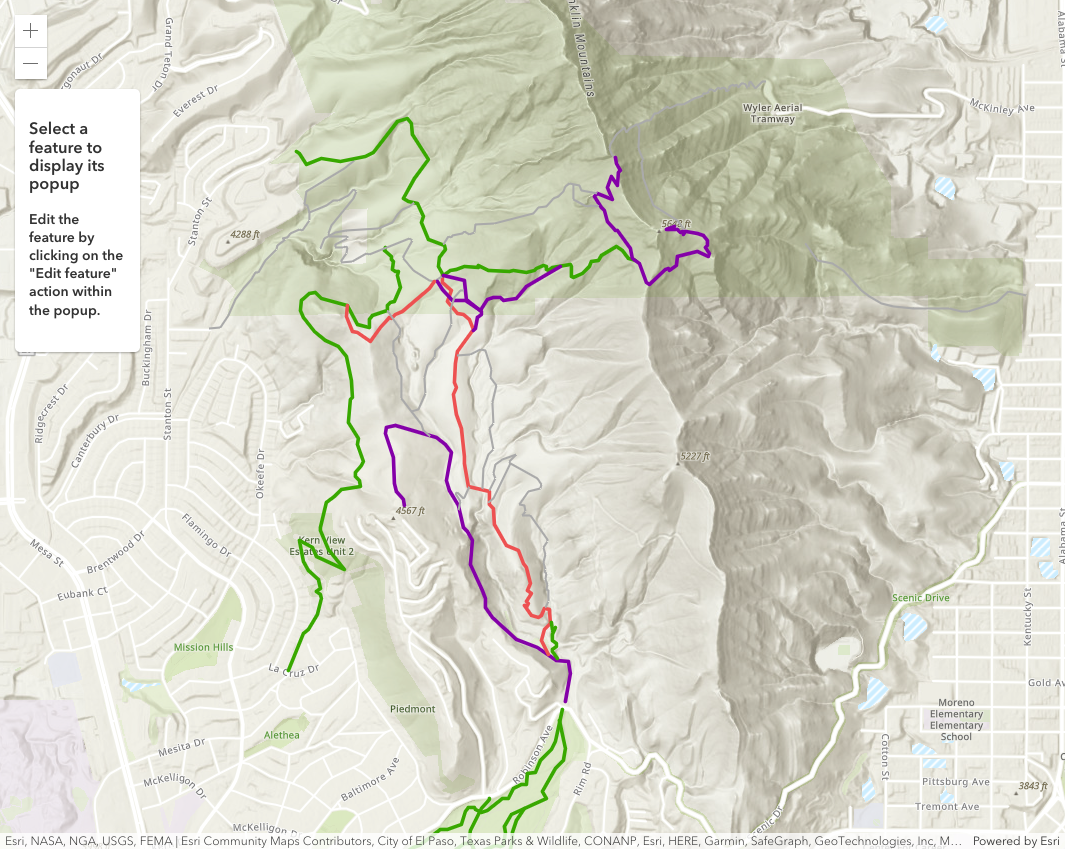 +
nklin Mountains
Alabama St
Grand Teton Dr
gonaur Dr
Everest Dr
Wyler Aerial
Tramway
McKinley Ave
Select a
feature to
display its
popup
Edit the
feature by
clicking on the
"Edit feature"
action within
the popup.
Stanton St
4288 ft
5642 ft
Buckingham Dr
Ridgecrest Dr
Canterbury Dr
Stanton St
Okeefe Dr
5227 ft
4567 ft
Flamingo Dr
Kern View
Estates Unit 2
Mesa St
Brentwood Dr
Eubank Ct
Alabama St
Scenic Drive
Kentucky St
Mission Hills
La Cruz Dr
Gold Av
Piedmont
Moreno
Elementary
Elementary
School
Alethea
Mesita Dr
Robinson Ave
Rim Rd
Cotton St
McKelligon Dr
Baltimore Ave
Pittsburg Ave
3843 ft
C
Tremont Ave
McKelligon D
cenic Dr
Esri, NASA, NGA, USGS, FEMA | Esri Community Maps Contributors, City of El Paso, Texas Parks & Wildlife, CONANP, Esri, HERE, Garmin, SafeGraph, GeoTechnologies, Inc, M... Powered by Esri